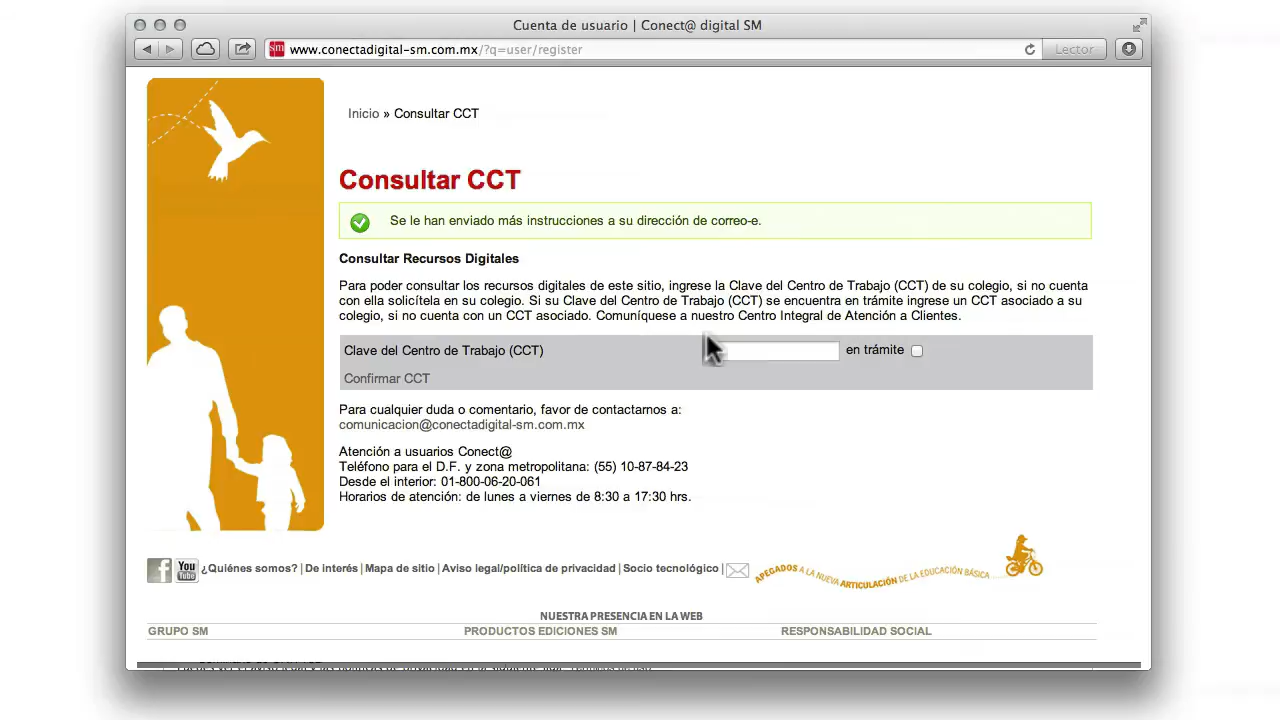 Cuenta de usuario | Conect@ digital SM
sm www.conectadigital-sm.com.mx/?q=user/register
Lector
Inicio » Consultar CCT
Consultar CCT
Se le han enviado más instrucciones a su dirección de correo-e.
Consultar Recursos Digitales
Para poder consultar los recursos digitales de este sitio, ingrese la Clave del Centro de Trabajo (CCT) de su colegio, si no cuenta
con ella solicítela en su colegio. Si su Clave del Centro de Trabajo (CCT) se encuentra en trámite ingrese un CCT asociado a su
colegio, si no cuenta con un CCT asociado. Comuníquese a nuestro Centro Integral de Atención a Clientes.
Clave del Centro de Trabajo (CCT)
en trámite
Confirmar CCT
Para cualquier duda o comentario, favor de contactarnos a:
comunicacion@conectadigital-sm.com.mx
Atención a usuarios Conect@
Teléfono para el D.F. y zona metropolitana: (55) 10-87-84-23
Desde el interior: 01-800-06-20-061
Horarios de atención: de lunes a viernes de 8:30 a 17:30 hrs.
f You Tube ¿Quiénes somos? | De interés | Mapa de sitio | Aviso legal/política de privacidad | Socio tecnológico |
APEGADOS A LA NUEVA ARTICULACIÓN DE LA EDUCACIÓN BÁSICA
NUESTRA PRESENCIA EN LA WEB
GRUPO SM
PRODUCTOS EDICIONES SM
RESPONSABILIDAD SOCIAL